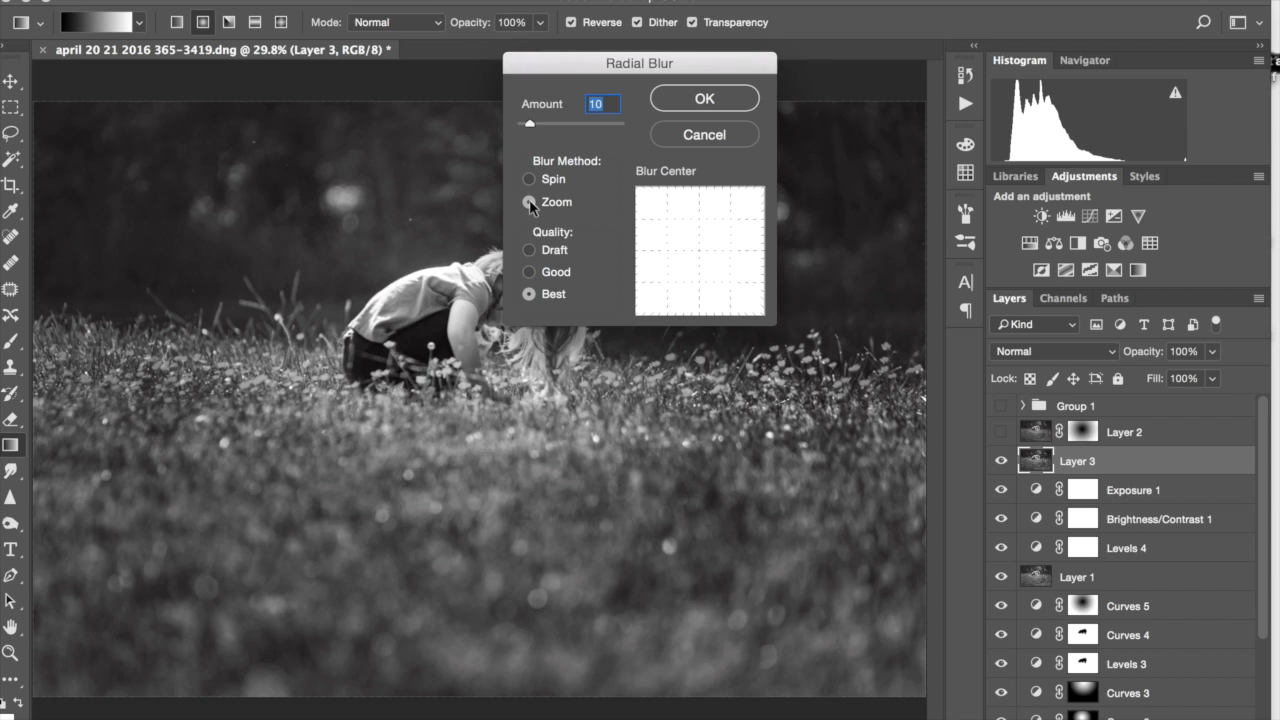 Mode: Normal Opacity: 100% Reverse Dither Transparency
× april 20 21 2016 365-3419.dng @ 29.8% (Layer 3, RGB/8) *
Radial Blur
Amount 10 OK
Cancel
Blur Method:
Spin
Zoom
Quality:
Draft
Good
Best
Blur Center
Histogram Navigator
Libraries Adjustments Styles
Add an adjustment
Layers Channels Paths
Kind
Normal Opacity: 100%
Lock: Fill: 100%
Group 1
Layer 2
Layer 3
Exposure 1
Brightness/Contrast 1
Levels 4
Layer 1
Curves 5
Curves 4
Levels 3
Curves 3